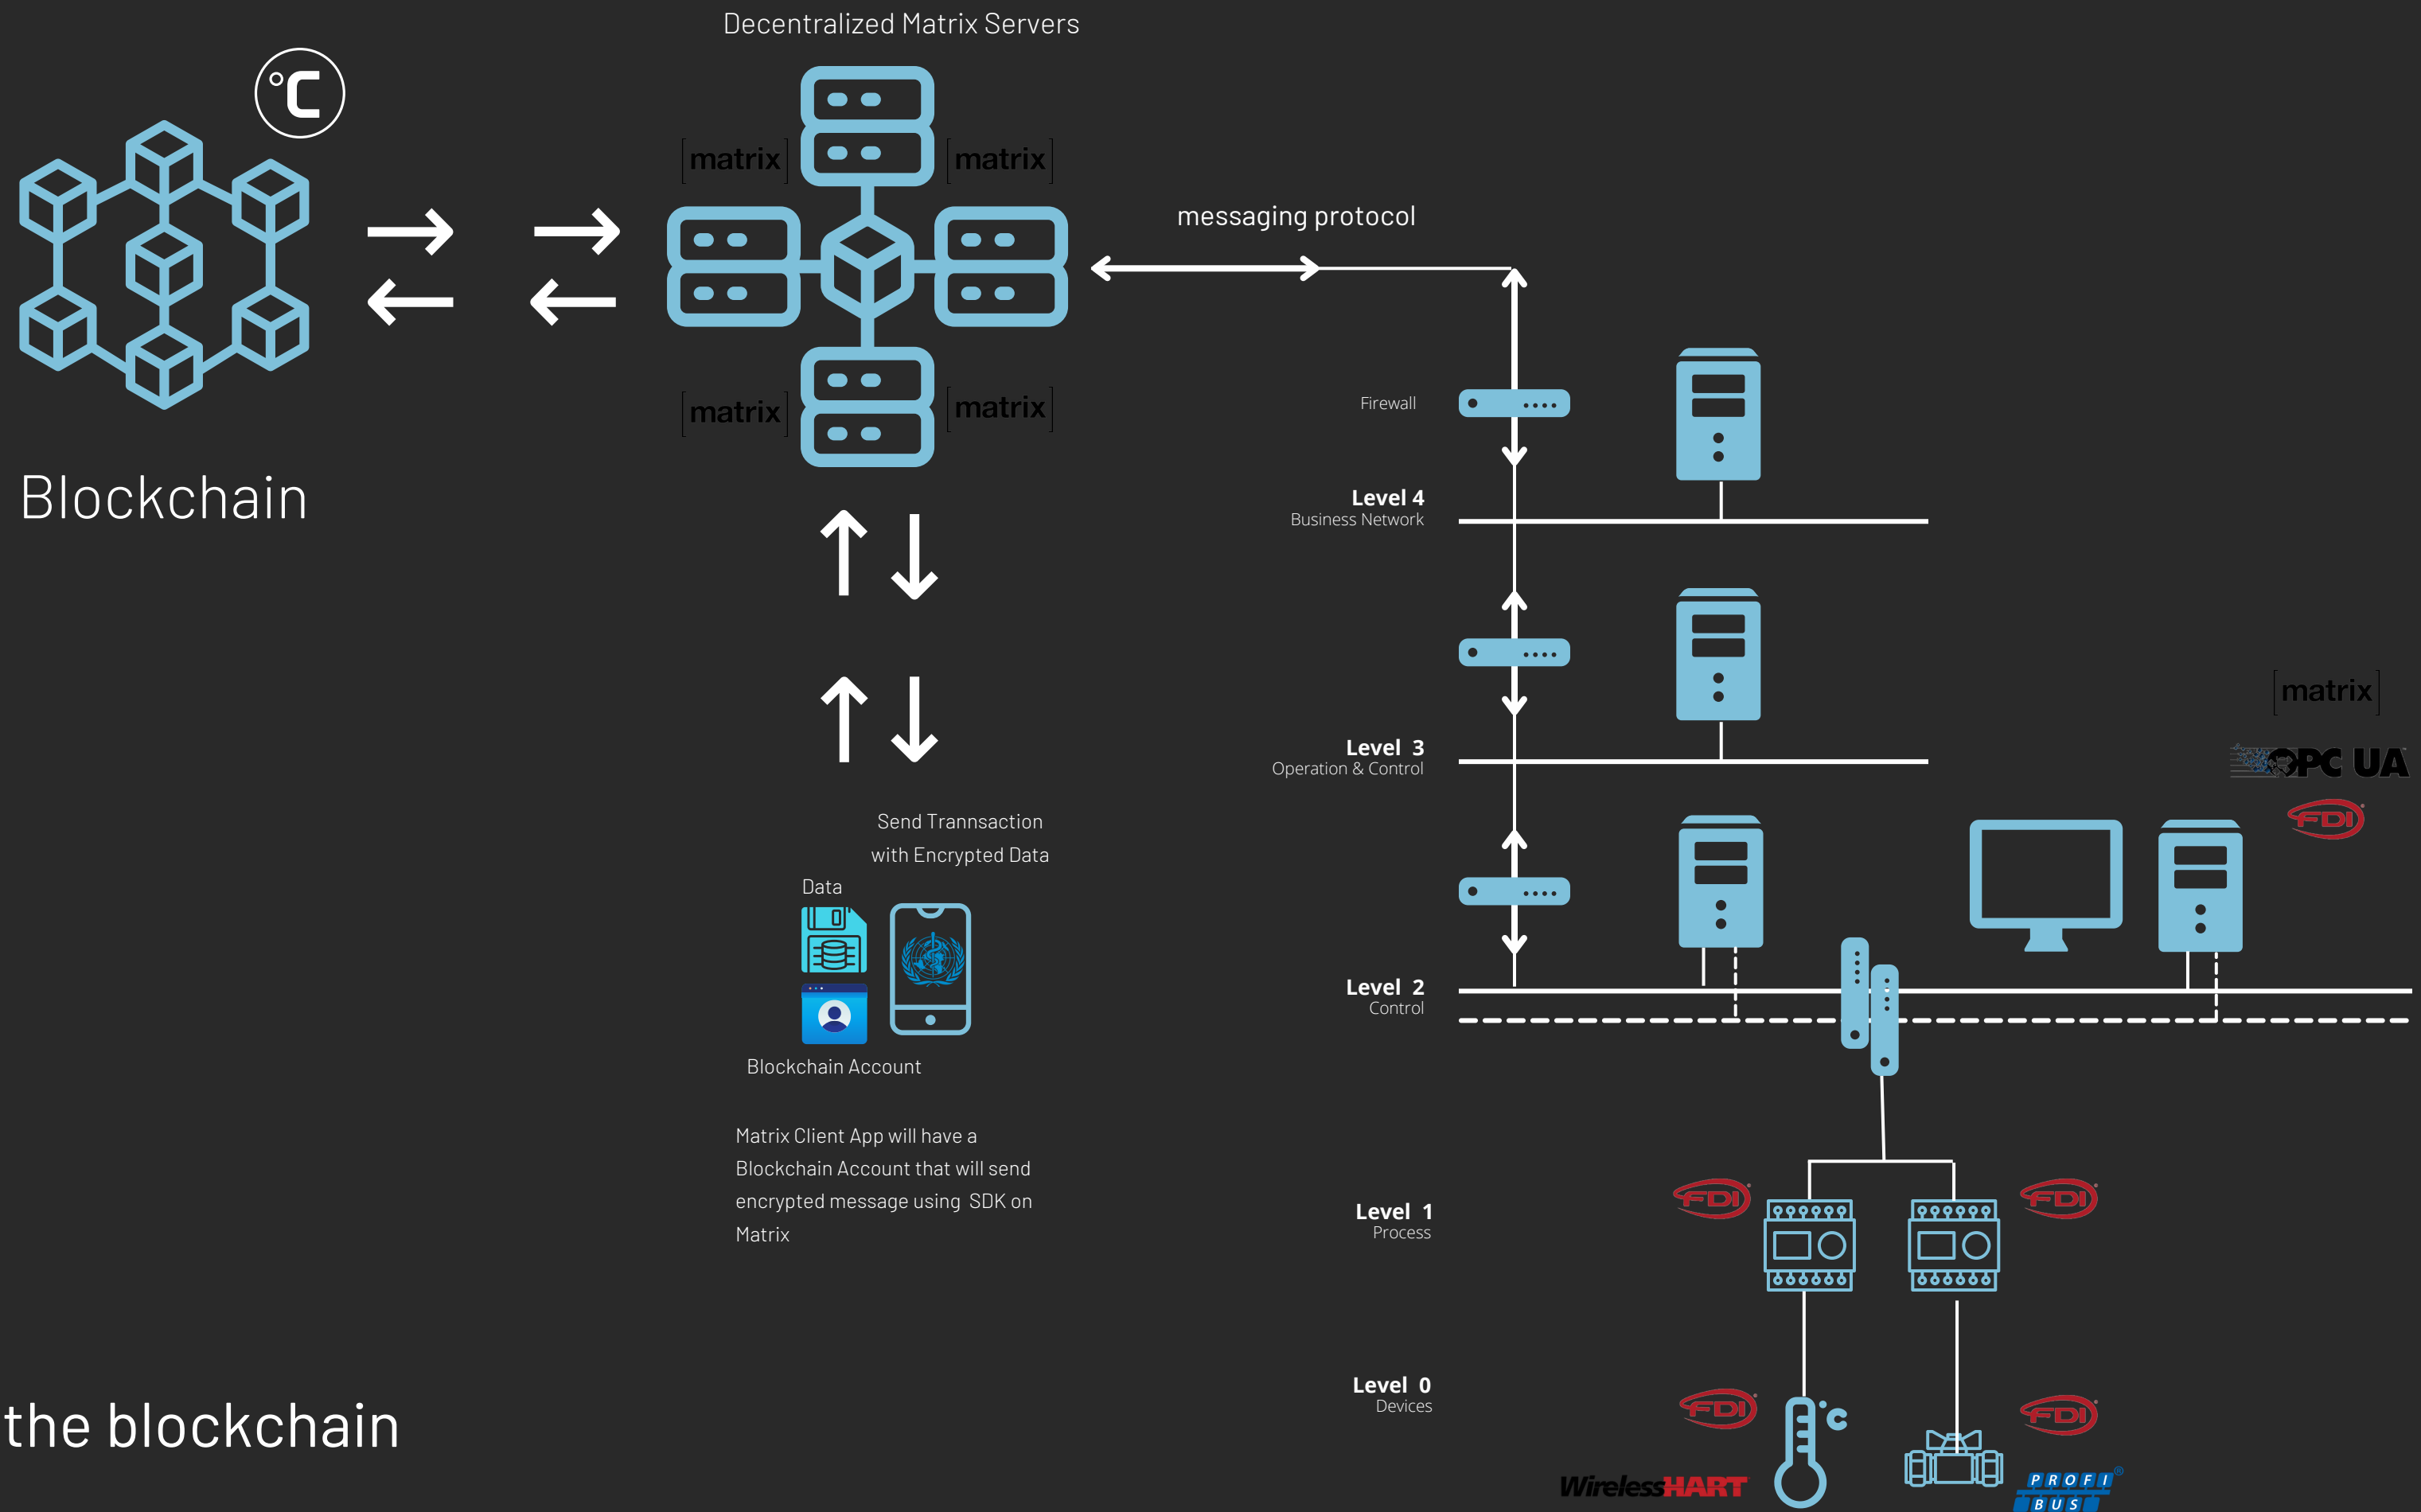 Decentralized Matrix Servers
°C
[matrix]
[matrix]
messaging protocol
[matrix]
[matrix]
Blockchain
Firewall
Level 4
Business Network
Level 3
Operation & Control
[matrix]
OPC UA
FDI
Send Trannsaction
with Encrypted Data
Data
Blockchain Account
Level 2
Control
Matrix Client App will have a
Blockchain Account that will send
encrypted message using SDK on
Matrix
Level 1
Process
FDI
FDI
Level 0
Devices
FDI
°C
FDI
the blockchain
WirelessHART
PROFI
BUS